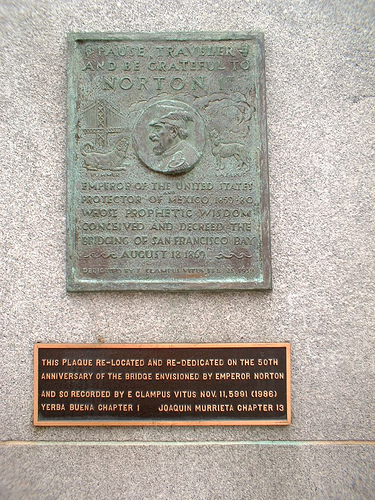 PAUSE, TRAVELLER
AND BE GRATEFUL TO
NORTON I
EMPEROR OF THE UNITED STATES
PROTECTOR OF MEXICO, 1859-80
WHOSE PROPHETIC WISDOM
CONCEIVED AND DECREED THE
BRIDGING OF SAN FRANCISCO BAY
AUGUST 18 1869
CLAMPUS VITUS
THIS PLAQUE RE-LOCATED AND RE-DEDICATED ON THE 50TH
ANNIVERSARY OF THE BRIDGE ENVISIONED BY EMPEROR NORTON
AND SO RECORDED BY E CLAMPUS VITUS NOV. 11, 5991 (1986)
YERBA BUENA CHAPTER 1 JOAQUIN MURRIETA CHAPTER 13